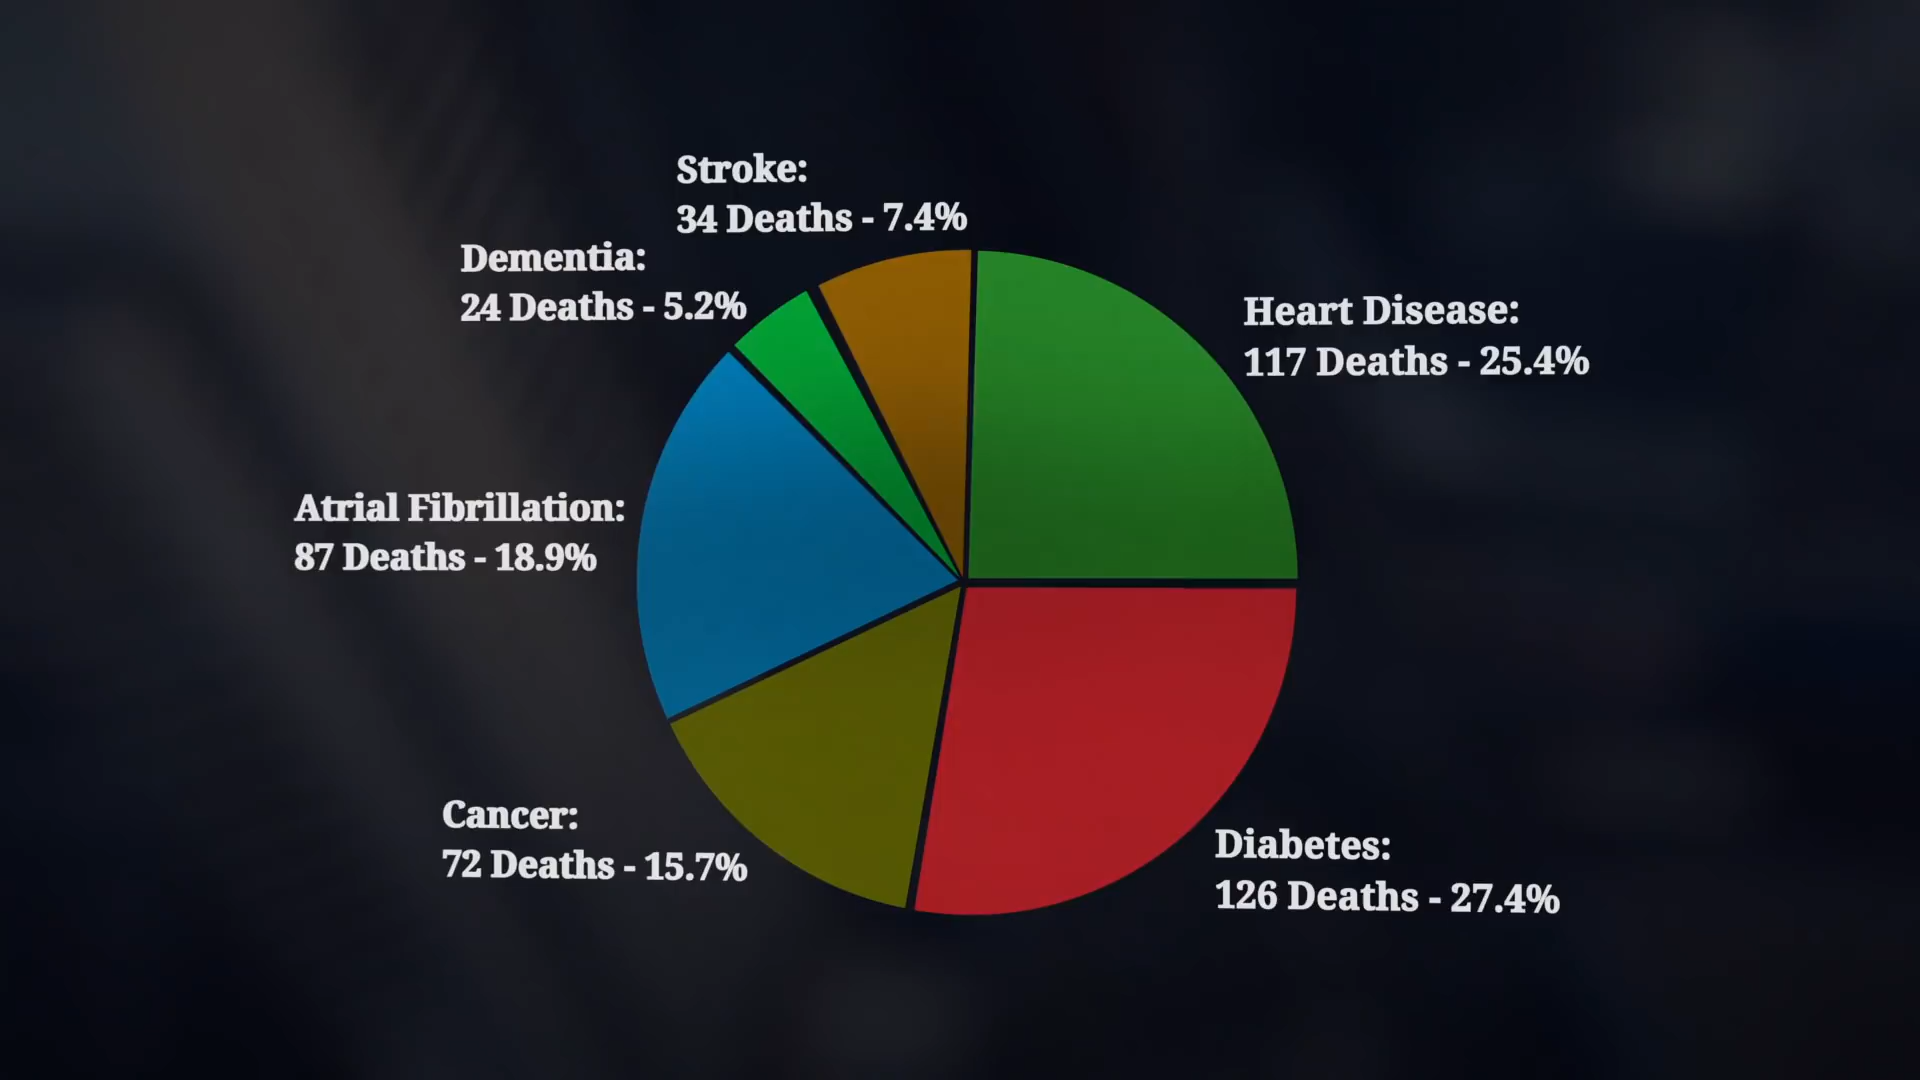 Stroke:
34 Deaths - 7.4%
Dementia:
24 Deaths - 5.2%
Heart Disease:
117 Deaths - 25.4%
Atrial Fibrillation:
87 Deaths - 18.9%
Cancer:
72 Deaths - 15.7%
Diabetes:
126 Deaths - 27.4%